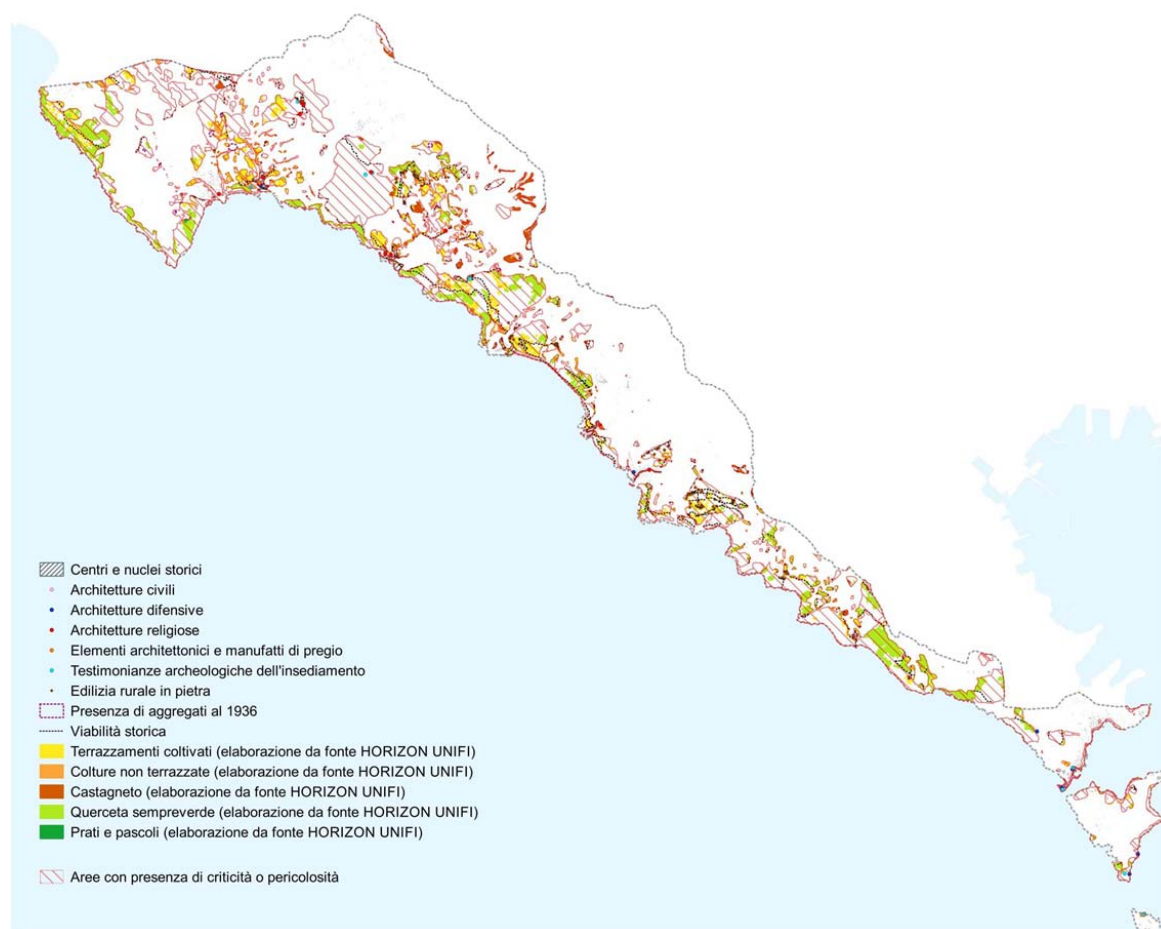 Centri e nuclei storici
Architetture civili
Architetture difensive
Architetture religiose
Elementi architettonici e manufatti di pregio
Testimonianze archeologiche dell'insediamento
Edilizia rurale in pietra
Presenza di aggregati al 1936
Viabilità storica
Terrazzamenti coltivati (elaborazione da fonte HORIZON UNIFI)
Colture non terrazzate (elaborazione da fonte HORIZON UNIFI)
Castagneto (elaborazione da fonte HORIZON UNIFI)
Querceta sempreverde (elaborazione da fonte HORIZON UNIFI)
Prati e pascoli (elaborazione da fonte HORIZON UNIFI)
Aree con presenza di criticità o pericolosità